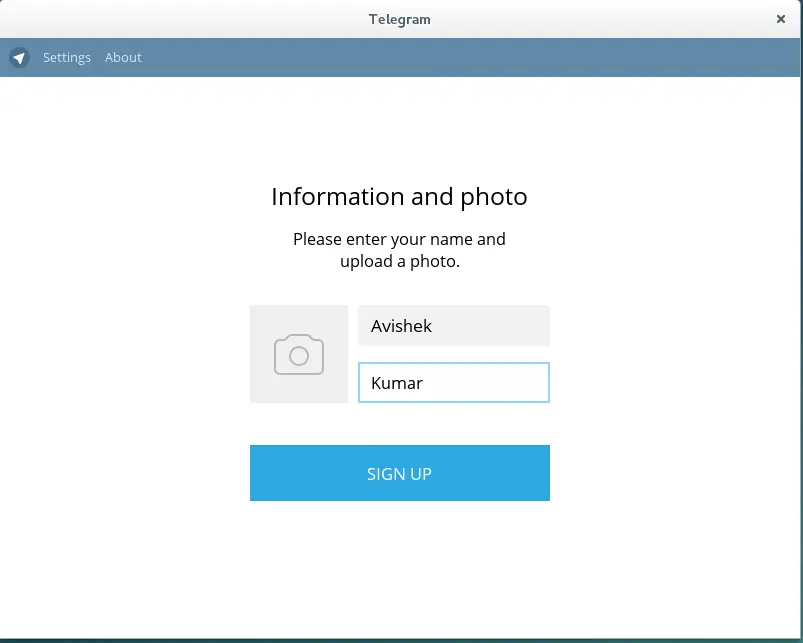 Telegram
Settings About
Information and photo
Please enter your name and
upload a photo.
Avishek
Kumar
SIGN UP